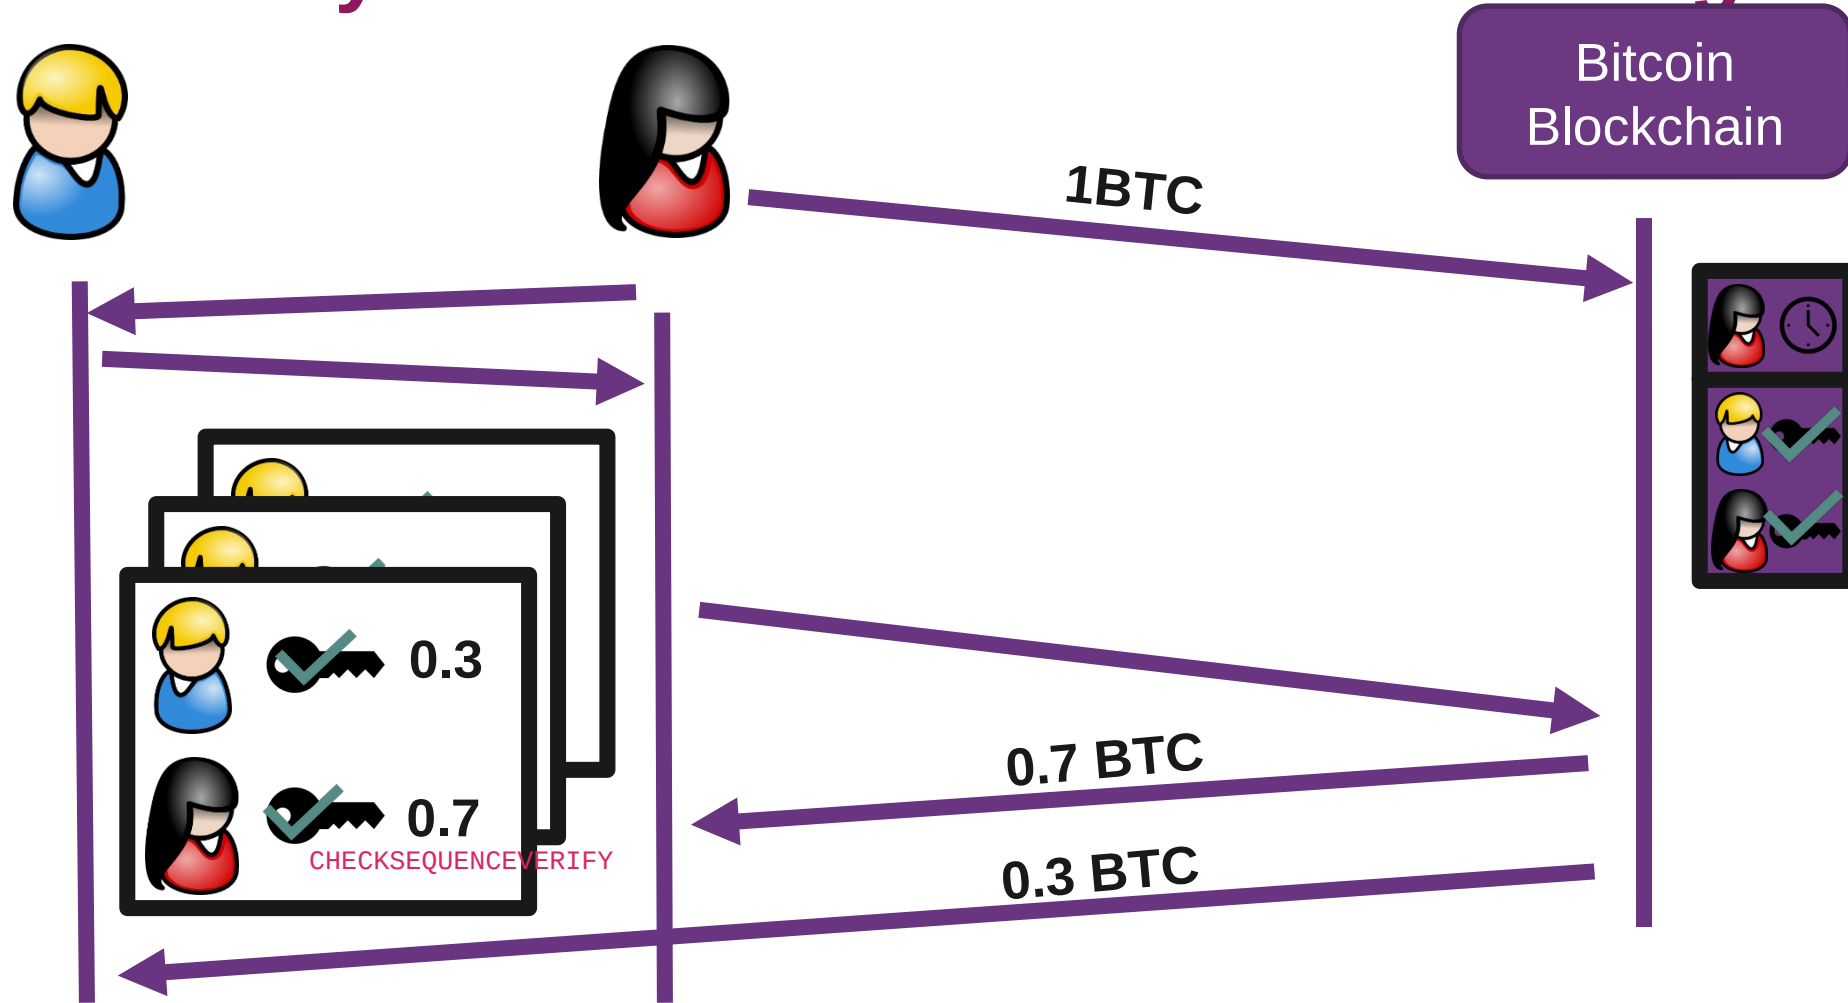 Bitcoin
Blockchain
1BTC
0.3
0.7
CHECKSEQUENCEVERIFY
0.7 BTC
0.3 BTC